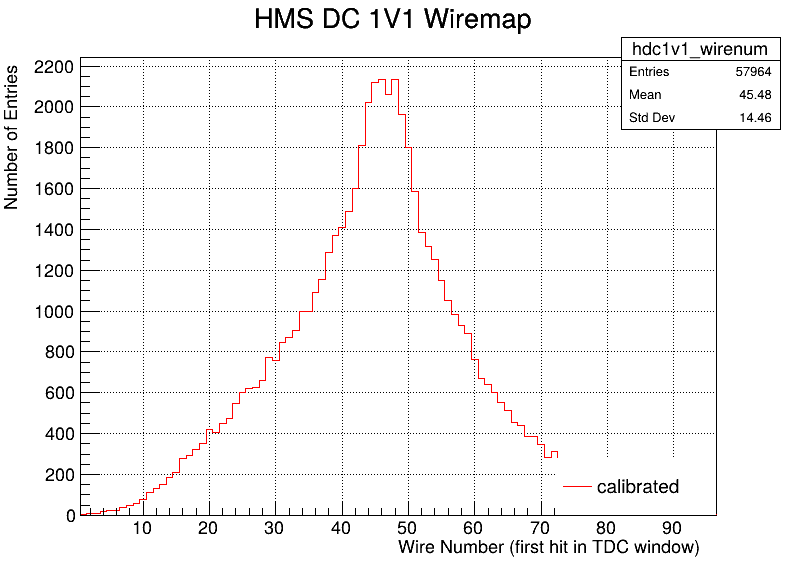 HMS DC 1V1 Wiremap
hdc1v1_wirenum
Entries 57964
Mean 45.48
Std Dev 14.46
Number of Entries
2200
2000
1800
1600
1400
1200
1000
800
600
400
200
0
10 20 30 40 50 60 70 80 90
Wire Number (first hit in TDC window)
calibrated